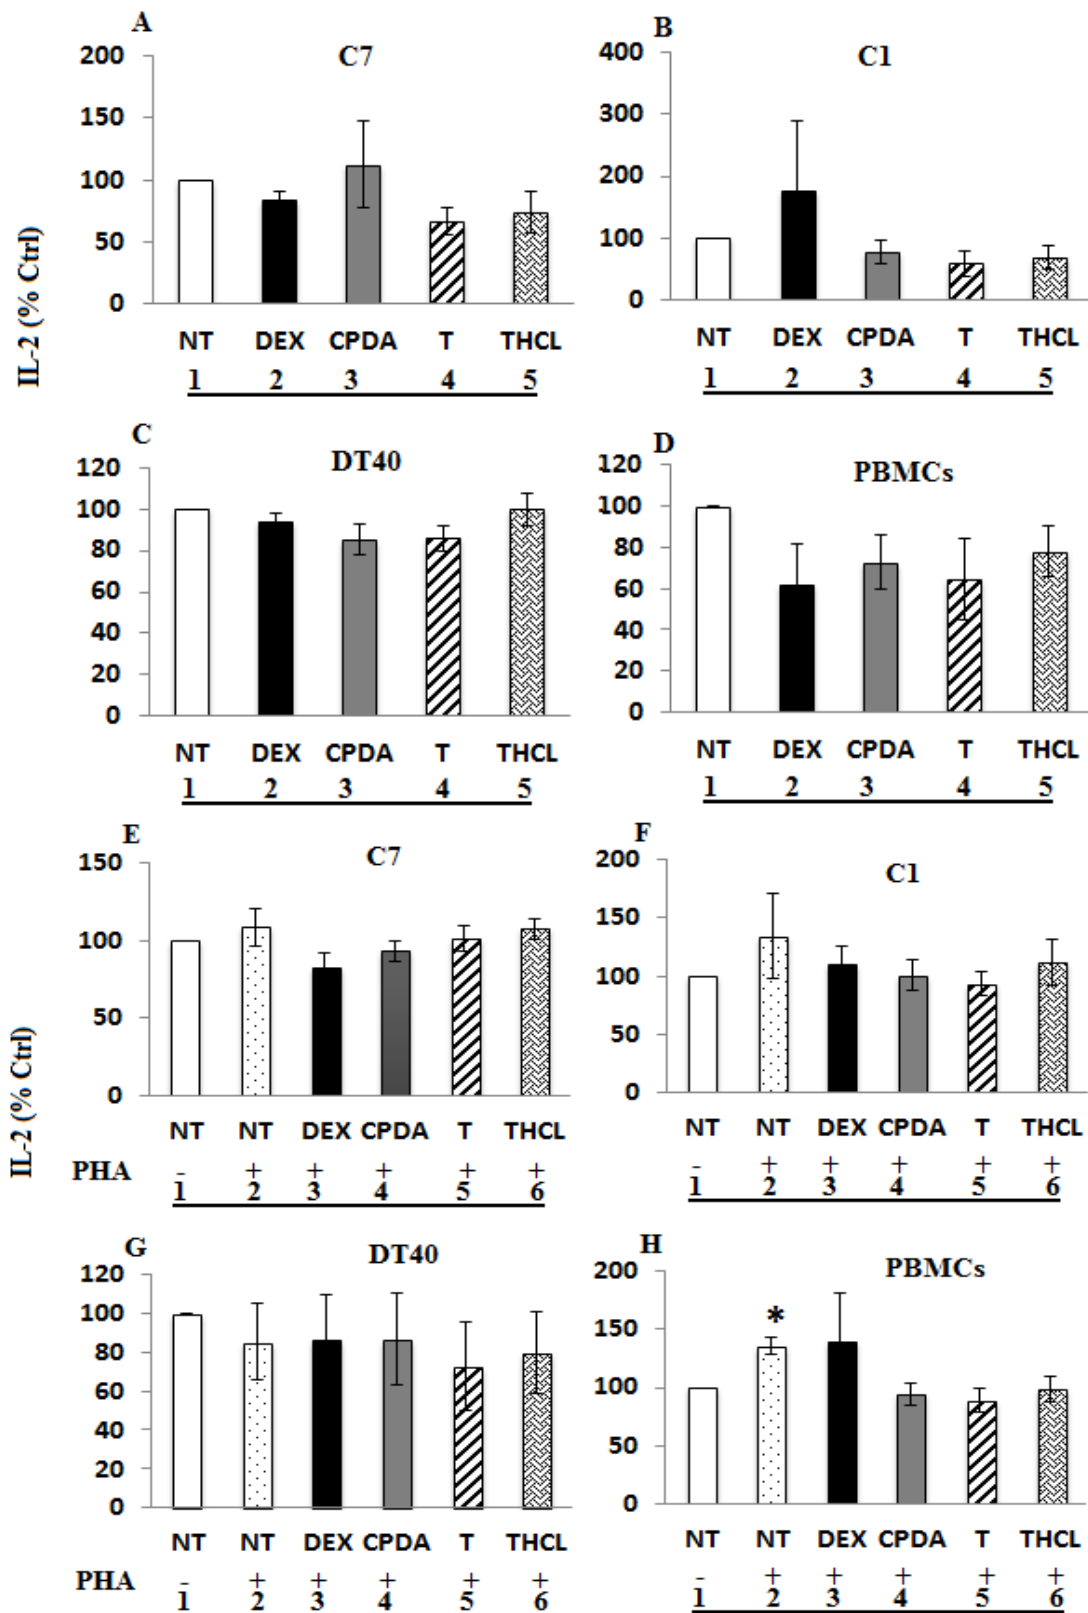 A
C7
200
150
100
50
0
NT DEX CPDA T THCL
1 2 3 4 5
B
C1
400
300
200
100
0
NT DEX CPDA T THCL
1 2 3 4 5
IL-2 (% Ctrl)
C
DT40
120
100
80
60
40
20
0
NT DEX CPDA T THCL
1 2 3 4 5
D
PBMCs
120
100
80
60
40
20
0
NT DEX CPDA T THCL
1 2 3 4 5
E
C7
150
100
50
0
NT NT DEX CPDA T THCL
PHA - + + + + +
1 2 3 4 5 6
F
C1
200
150
100
50
0
NT NT DEX CPDA T THCL
- + + + + +
1 2 3 4 5 6
IL-2 (% Ctrl)
G
DT40
120
100
80
60
40
20
0
NT NT DEX CPDA T THCL
PHA - + + + + +
1 2 3 4 5 6
H
PBMCs
200
150
100
50
0
*
NT NT DEX CPDA T THCL
- + + + + +
1 2 3 4 5 6